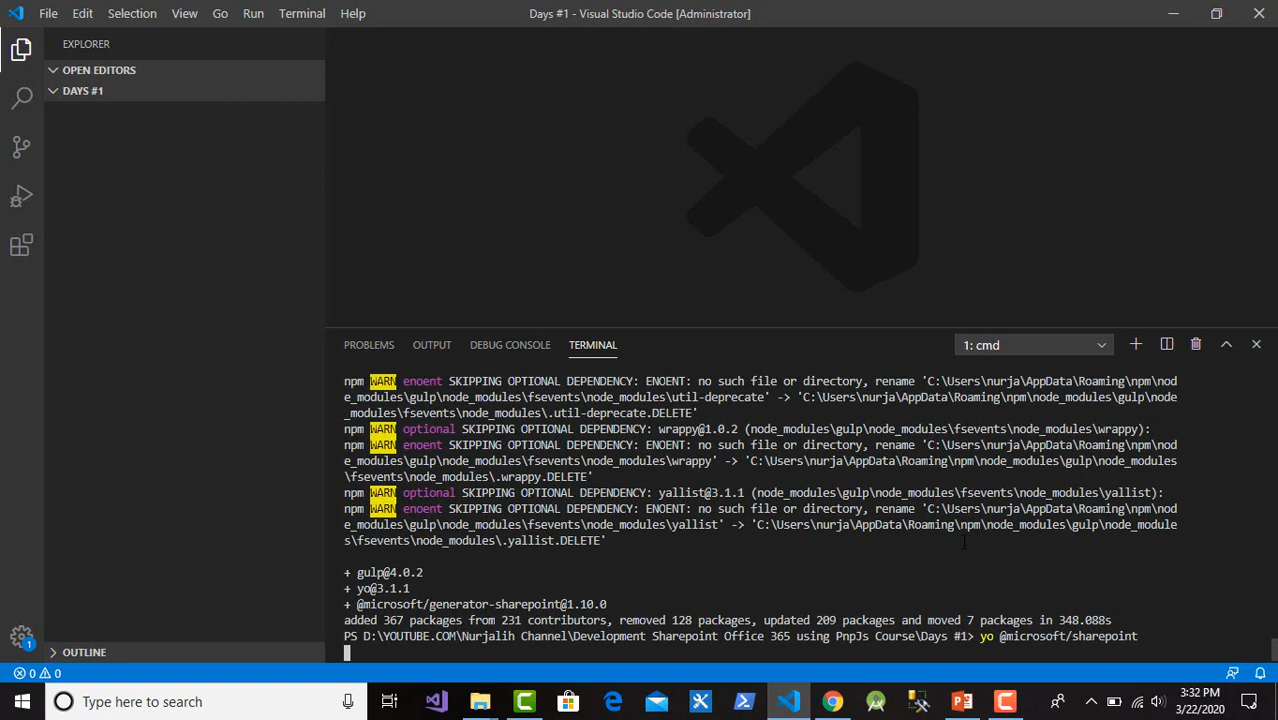 File Edit Selection View Go Run Terminal Help
Days #1 - Visual Studio Code [Administrator]
EXPLORER
OPEN EDITORS
DAYS #1
PROBLEMS OUTPUT DEBUG CONSOLE TERMINAL
1: cmd
npm WARN enoent SKIPPING OPTIONAL DEPENDENCY: ENOENT: no such file or directory, rename 'C:\Users\nurja\AppData\Roaming\npm\nod
e_modules\gulp\node_modules\fsevents\node_modules\util-deprecate' -> 'C:\Users\nurja\AppData\Roaming\npm\node_modules\gulp\node
_modules\fsevents\node_modules\.util-deprecate.DELETE'
npm WARN optional SKIPPING OPTIONAL DEPENDENCY: wrappy@1.0.2 (node_modules\gulp\node_modules\fsevents\node_modules\wrappy):
npm WARN enoent SKIPPING OPTIONAL DEPENDENCY: ENOENT: no such file or directory, rename 'C:\Users\nurja\AppData\Roaming\npm\nod
e_modules\gulp\node_modules\fsevents\node_modules\wrappy' -> 'C:\Users\nurja\AppData\Roaming\npm\node_modules\gulp\node_modules
\fsevents\node_modules\.wrappy.DELETE'
npm WARN optional SKIPPING OPTIONAL DEPENDENCY: yallist@3.1.1 (node_modules\gulp\node_modules\fsevents\node_modules\yallist):
npm WARN enoent SKIPPING OPTIONAL DEPENDENCY: ENOENT: no such file or directory, rename 'C:\Users\nurja\AppData\Roaming\npm\nod
e_modules\gulp\node_modules\fsevents\node_modules\yallist' -> 'C:\Users\nurja\AppData\Roaming\npm\node_modules\gulp\node_module
s\fsevents\node_modules\.yallist.DELETE'
+ gulp@4.0.2
+ yo@3.1.1
+ @microsoft/generator-sharepoint@1.10.0
added 367 packages from 231 contributors, removed 128 packages, updated 209 packages and moved 7 packages in 348.088s
PS D:\YOUTUBE.COM\Nurjalih Channel\Development Sharepoint Office 365 using PnpJs Course\Days #1> yo @microsoft/sharepoint
OUTLINE
1
0 0
Type here to search
3:32 PM
3/22/2020